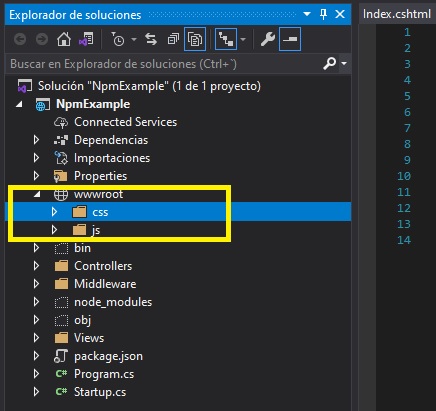 Explorador de soluciones
Index.cshtml
Buscar en Explorador de soluciones (Ctrl+`)
Solución "NpmExample" (1 de 1 proyecto)
NpmExample
Connected Services
Dependencias
Importaciones
Properties
wwwroot
css
js
bin
Controllers
Middleware
node_modules
obj
Views
package.json
Program.cs
Startup.cs
1
2
3
4
5
6
7
8
9
10
11
12
13
14